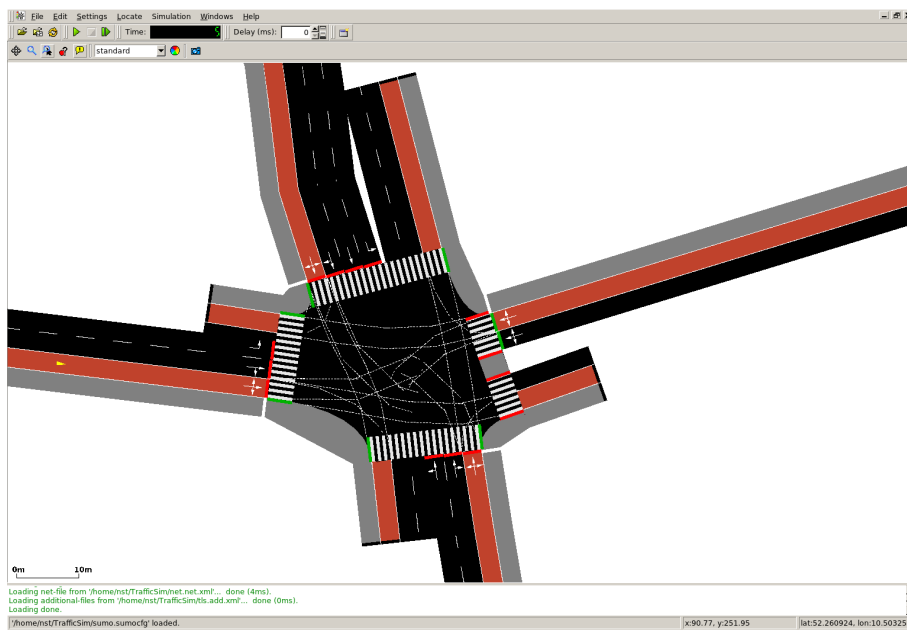 File Edit Settings Locate Simulation Windows Help
Time: Delay (ms): 0
standard
0m 10m
Loading net-file from '/home/nst/TrafficSim/net.net.xml'... done (4ms).
Loading additional-files from '/home/nst/TrafficSim/tls.add.xml'... done (0ms).
Loading done.
'/home/nst/TrafficSim/sumo.sumocfg' loaded. x:90.77, y:251.95 lat:52.260924, lon:10.50325